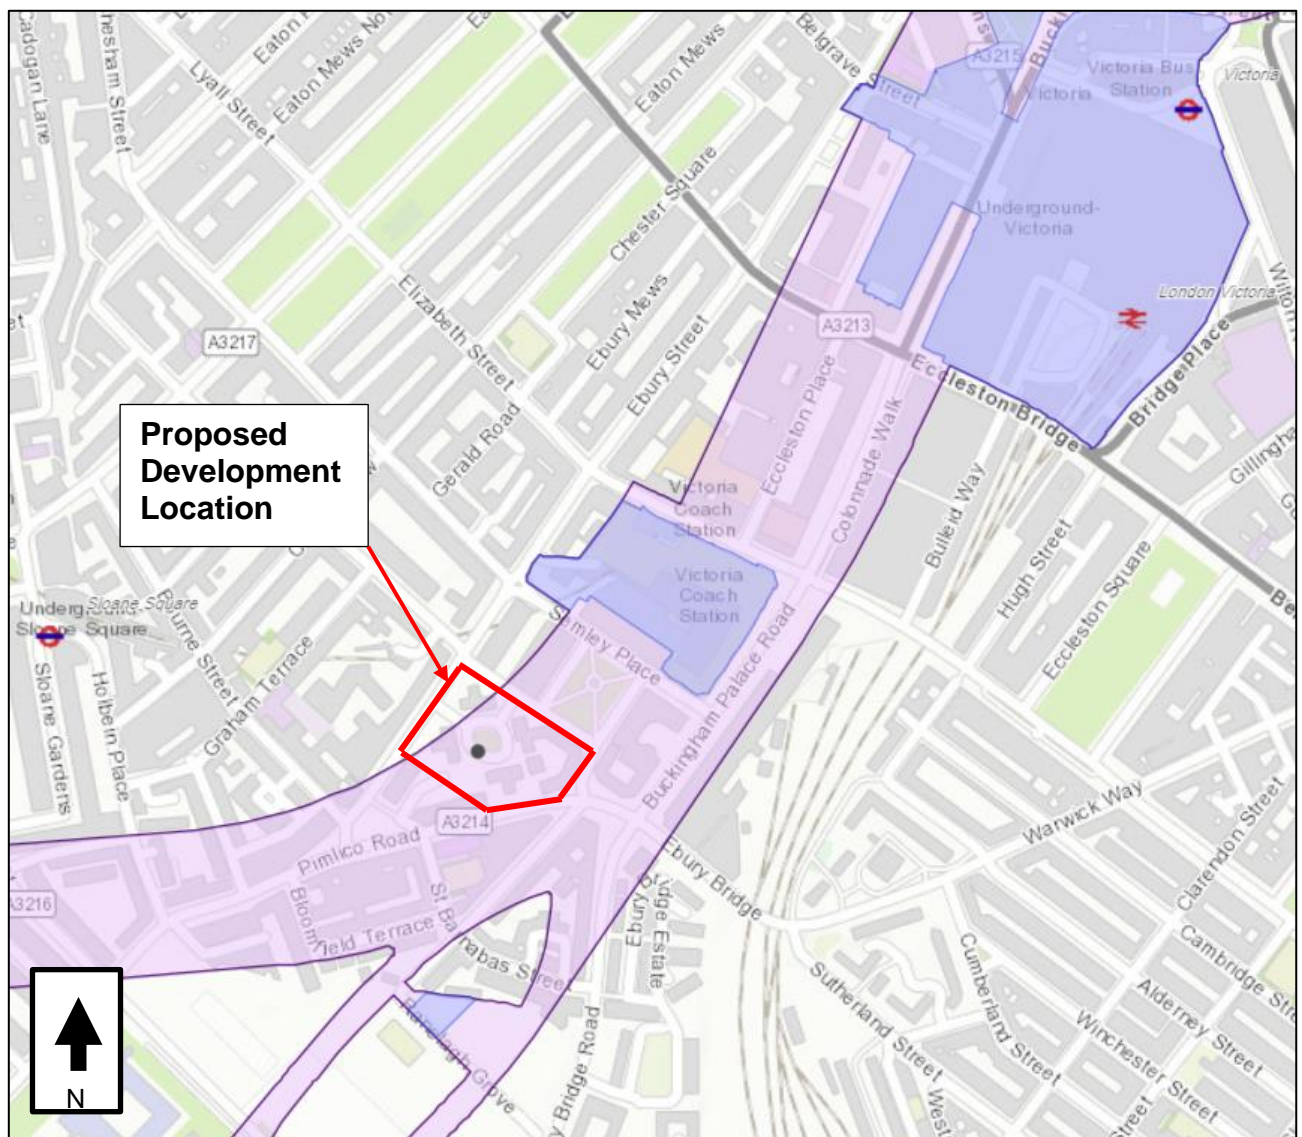 Cadogan Lane
Chesham Street
Lyall Street
Eaton Mews
Eaton Mews
Chester Square
Belgrave Street
A3215
Victoria
Victoria Bus
Station
Victoria
Underground-
Victoria
London Victoria
A3217
Elizabeth Street
Ebury Mews
Ebury Street
A3213
Eccleston Place
Eccleston Bridge
Bridge Place
Gerald Road
Proposed
Development
Location
Victoria
Coach
Station
Colonnade Walk
Bulleid Way
Hugh Street
Eccleston Square
Victoria
Coach
Station
Semley Place
Underground-
Sloane Square
Sloane Square
Bourne Street
Graham Terrace
Sloane Gardens
Holbein Place
Buckingham Palace Road
A3214
Pimlico Road
A3216
Ebury Bridge
Ebury Bridge Estate
Warwick Way
Clarendon Street
Bloomfield Terrace
St Barnabas Street
Ranelagh Grove
Ebury Bridge Road
Sutherland Street
Cumberland Street
Cambridge Stre
Alderney Street
Winchester Street
Street
West
N